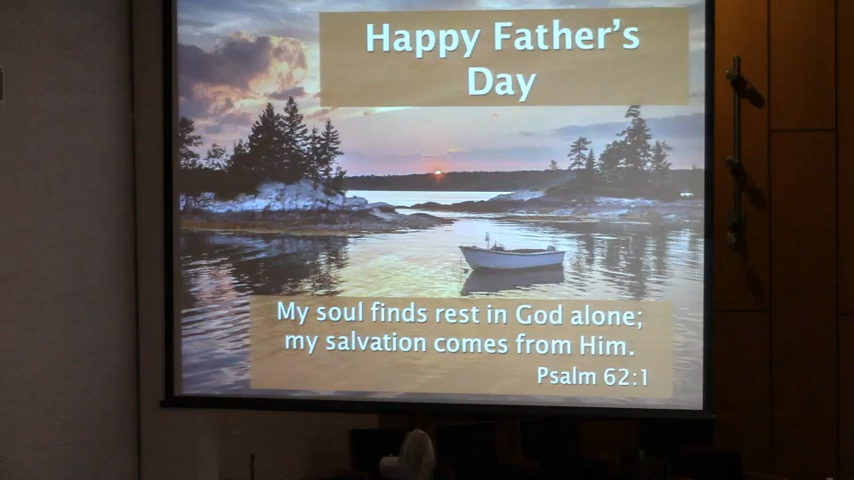 Happy Father's
Day
My soul finds rest in God alone;
my salvation comes from Him.
Psalm 62:1